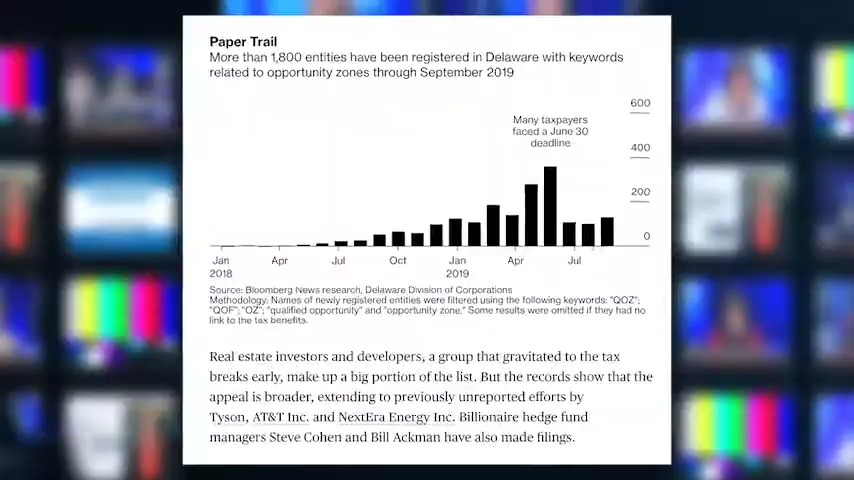 Paper Trail
More than 1,800 entities have been registered in Delaware with keywords
related to opportunity zones through September 2019
600
Many taxpayers
faced a June 30
deadline
400
200
0
Jan Apr Jul Oct Jan Apr Jul
2018 2019
Source: Bloomberg News research, Delaware Division of Corporations
Methodology: Names of newly registered entities were filtered using the following keywords: "QOZ";
"QOF"; "OZ"; "qualified opportunity" and "opportunity zone." Some results were omitted if they had no
link to the tax benefits.
Real estate investors and developers, a group that gravitated to the tax
breaks early, make up a big portion of the list. But the records show that the
appeal is broader, extending to previously unreported efforts by
Tyson, AT&T Inc. and NextEra Energy Inc. Billionaire hedge fund
managers Steve Cohen and Bill Ackman have also made filings.